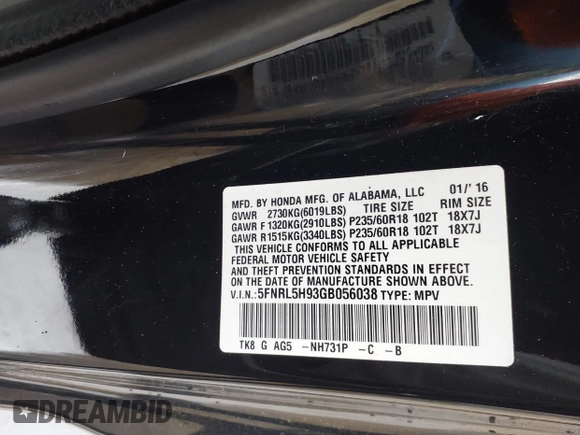 MFD. BY HONDA MFG. OF ALABAMA, LLC 01/'16
GVWR 2730KG(6019LBS) TIRE SIZE RIM SIZE
GAWR F 1320KG(2910LBS) P235/60R18 102T 18X7J
GAWR R 1515KG(3340LBS) P235/60R18 102T 18X7J
THIS VEHICLE CONFORMS TO ALL APPLICABLE
FEDERAL MOTOR VEHICLE SAFETY
AND THEFT PREVENTION STANDARDS IN EFFECT
ON THE DATE OF MANUFACTURE SHOWN ABOVE.
V.I.N.: 5FNRL5H93GB056038 TYPE: MPV
TK8 G AG5 -NH731P -C -B
DREAMBID